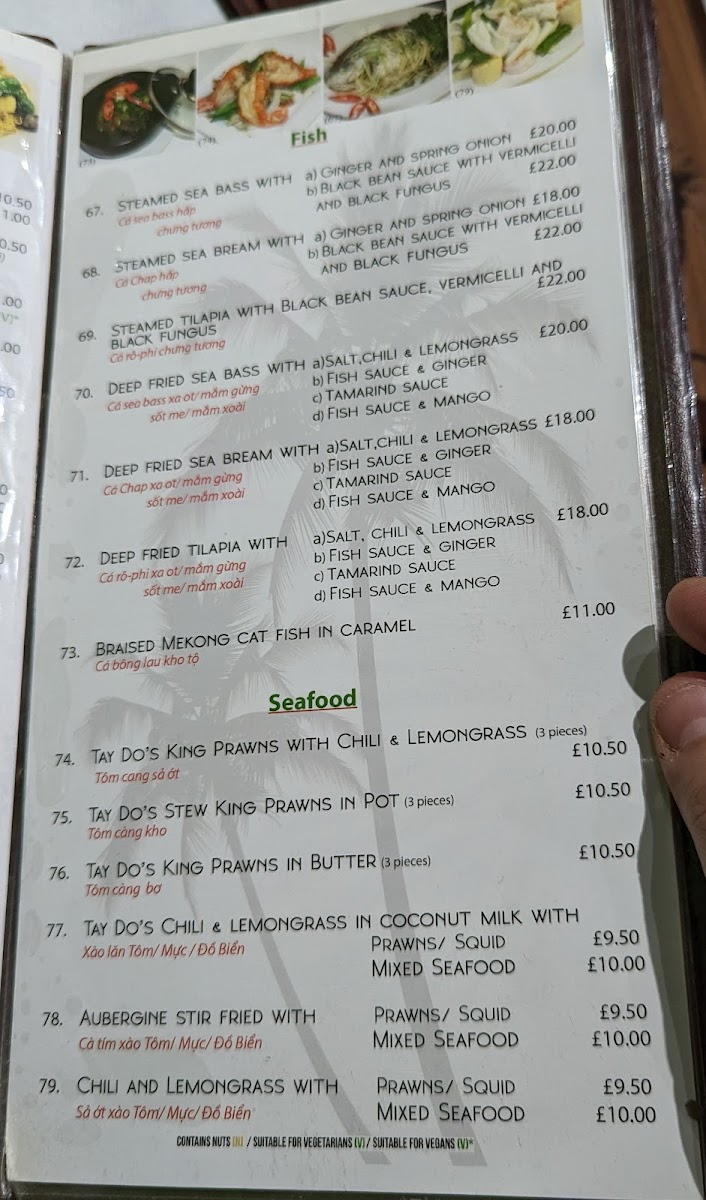 0.50
1.00
0.50
.00
(V)*
.00
50
(73)
(74)
(79)
Fish
67. STEAMED SEA BASS WITH a) GINGER AND SPRING ONION £20.00
Cá sea bass hấp b) BLACK BEAN SAUCE WITH VERMICELLI
chưng tương AND BLACK FUNGUS £22.00
68. STEAMED SEA BREAM WITH a) GINGER AND SPRING ONION £18.00
Cá Chap hấp b) BLACK BEAN SAUCE WITH VERMICELLI
chưng tương AND BLACK FUNGUS £22.00
69. STEAMED TILAPIA WITH BLACK BEAN SAUCE, VERMICELLI AND
BLACK FUNGUS £22.00
Cá rô-phi chưng tương
70. DEEP FRIED SEA BASS WITH a)SALT,CHILI & LEMONGRASS £20.00
Cá sea bass xa ot/ mắm gừng b) FISH SAUCE & GINGER
sốt me/ mắm xoài c) TAMARIND SAUCE
d) FISH SAUCE & MANGO
71. DEEP FRIED SEA BREAM WITH a)SALT,CHILI & LEMONGRASS £18.00
Cá Chap xa ot/ mắm gừng b) FISH SAUCE & GINGER
sốt me/ mắm xoài c) TAMARIND SAUCE
d) FISH SAUCE & MANGO
72. DEEP FRIED TILAPIA WITH a)SALT, CHILI & LEMONGRASS £18.00
Cá rô-phi xa ot/ mắm gừng b) FISH SAUCE & GINGER
sốt me/ mắm xoài c) TAMARIND SAUCE
d) FISH SAUCE & MANGO
73. BRAISED MEKONG CAT FISH IN CARAMEL £11.00
Cá bông lau kho tộ
Seafood
74. TAY DO'S KING PRAWNS WITH CHILI & LEMONGRASS (3 pieces)
Tôm cang sả ớt £10.50
75. TAY DO'S STEW KING PRAWNS IN POT (3 pieces) £10.50
Tôm càng kho
76. TAY DO'S KING PRAWNS IN BUTTER (3 pieces) £10.50
Tôm càng bơ
77. TAY DO'S CHILI & LEMONGRASS IN COCONUT MILK WITH
Xào lăn Tôm/ Mực / Đồ Biển PRAWNS/ SQUID £9.50
MIXED SEAFOOD £10.00
78. AUBERGINE STIR FRIED WITH PRAWNS/ SQUID £9.50
Cà tím xào Tôm/ Mực/ Đồ Biển MIXED SEAFOOD £10.00
79. CHILI AND LEMONGRASS WITH PRAWNS/ SQUID £9.50
Sả ớt xào Tôm/ Mực/ Đồ Biển MIXED SEAFOOD £10.00
CONTAINS NUTS (N) / SUITABLE FOR VEGETARIANS (V) / SUITABLE FOR VEGANS (V)*